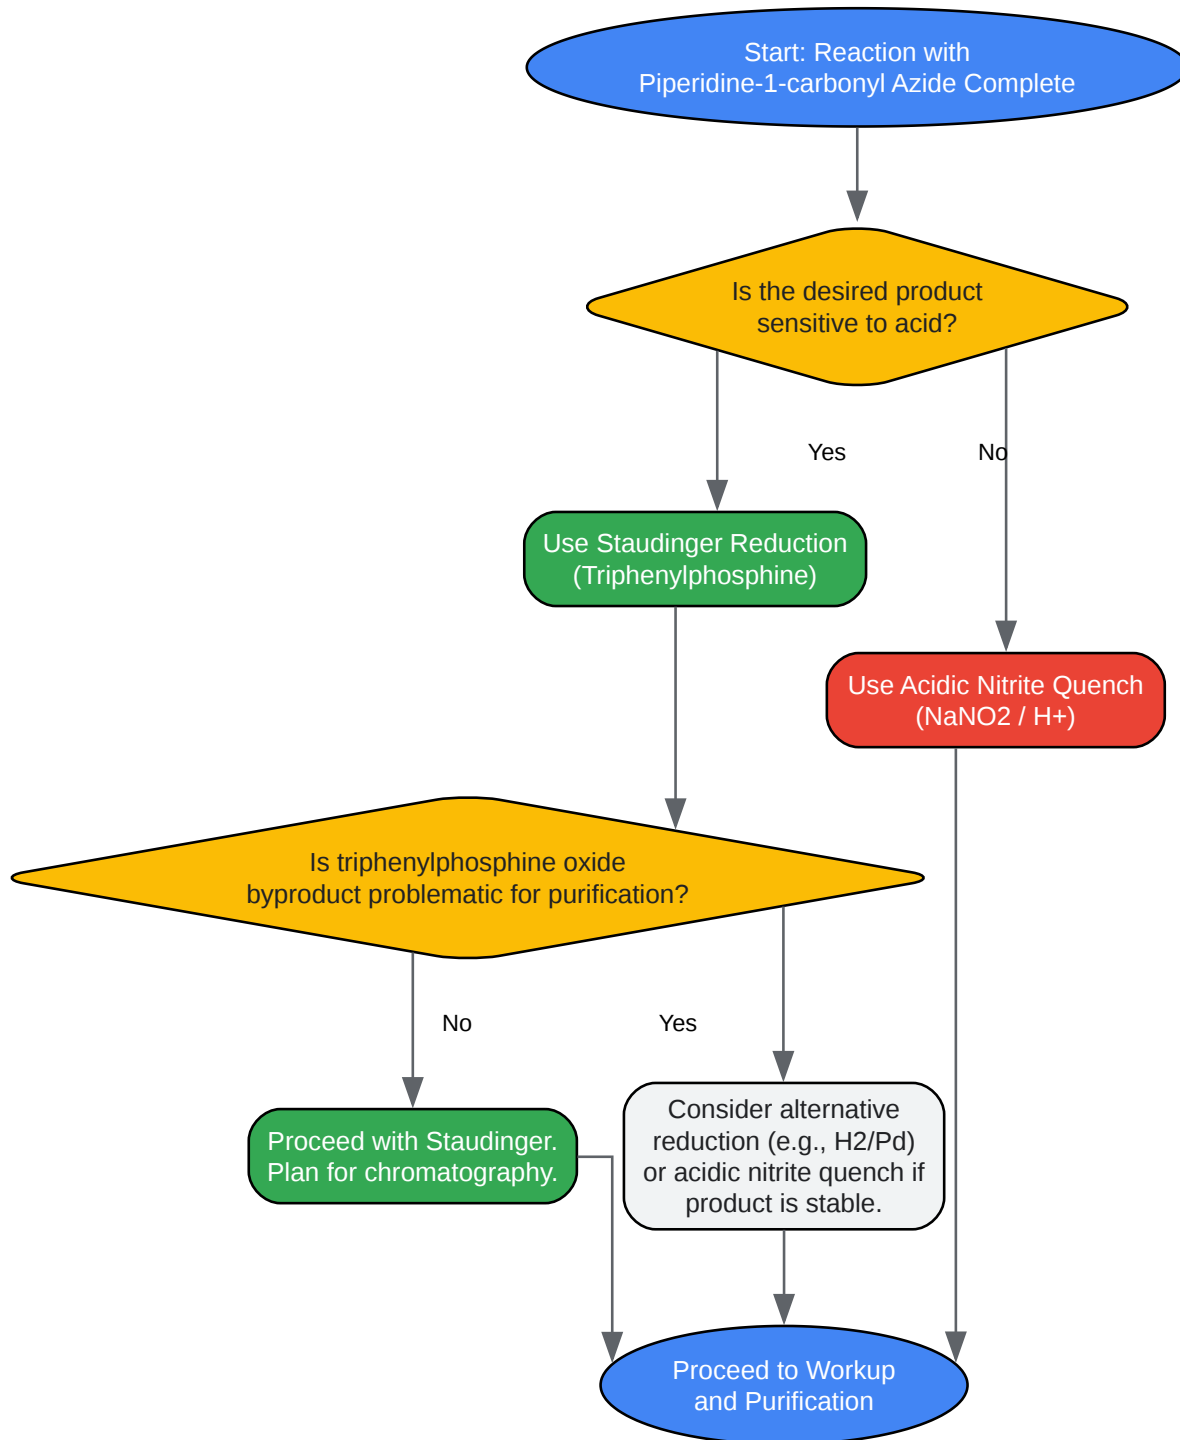 Start: Reaction with
Piperidine-1-carbonyl Azide Complete
Is the desired product
sensitive to acid?
Yes
No
Use Staudinger Reduction
(Triphenylphosphine)
Use Acidic Nitrite Quench
(NaNO2 / H+)
Is triphenylphosphine oxide
byproduct problematic for purification?
No
Yes
Proceed with Staudinger.
Plan for chromatography.
Consider alternative
reduction (e.g., H2/Pd)
or acidic nitrite quench if
product is stable.
Proceed to Workup
and Purification